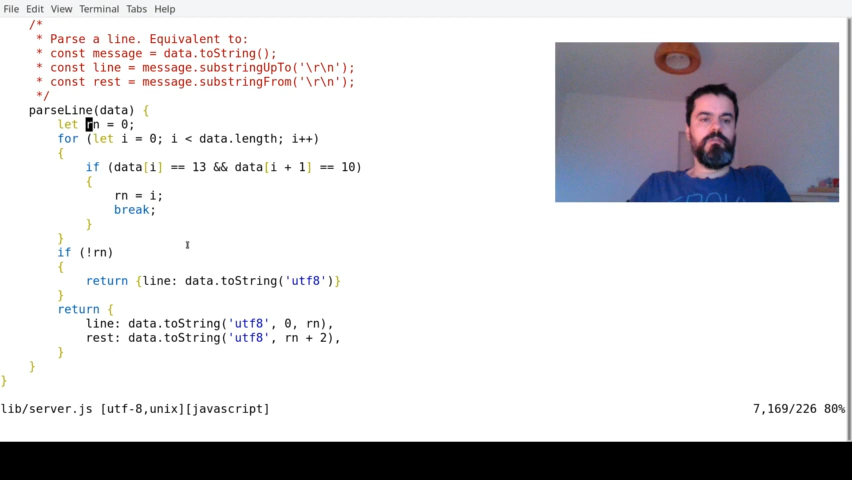 File Edit View Terminal Tabs Help
/*
* Parse a line. Equivalent to:
* const message = data.toString();
* const line = message.substringUpTo('\r\n');
* const rest = message.substringFrom('\r\n');
*/
parseLine(data) {
let rn = 0;
for (let i = 0; i < data.length; i++)
{
if (data[i] == 13 && data[i + 1] == 10)
{
rn = i;
break;
}
}
if (!rn)
{
return {line: data.toString('utf8')}
}
return {
line: data.toString('utf8', 0, rn),
rest: data.toString('utf8', rn + 2),
}
}
}
lib/server.js [utf-8,unix][javascript] 7,169/226 80%